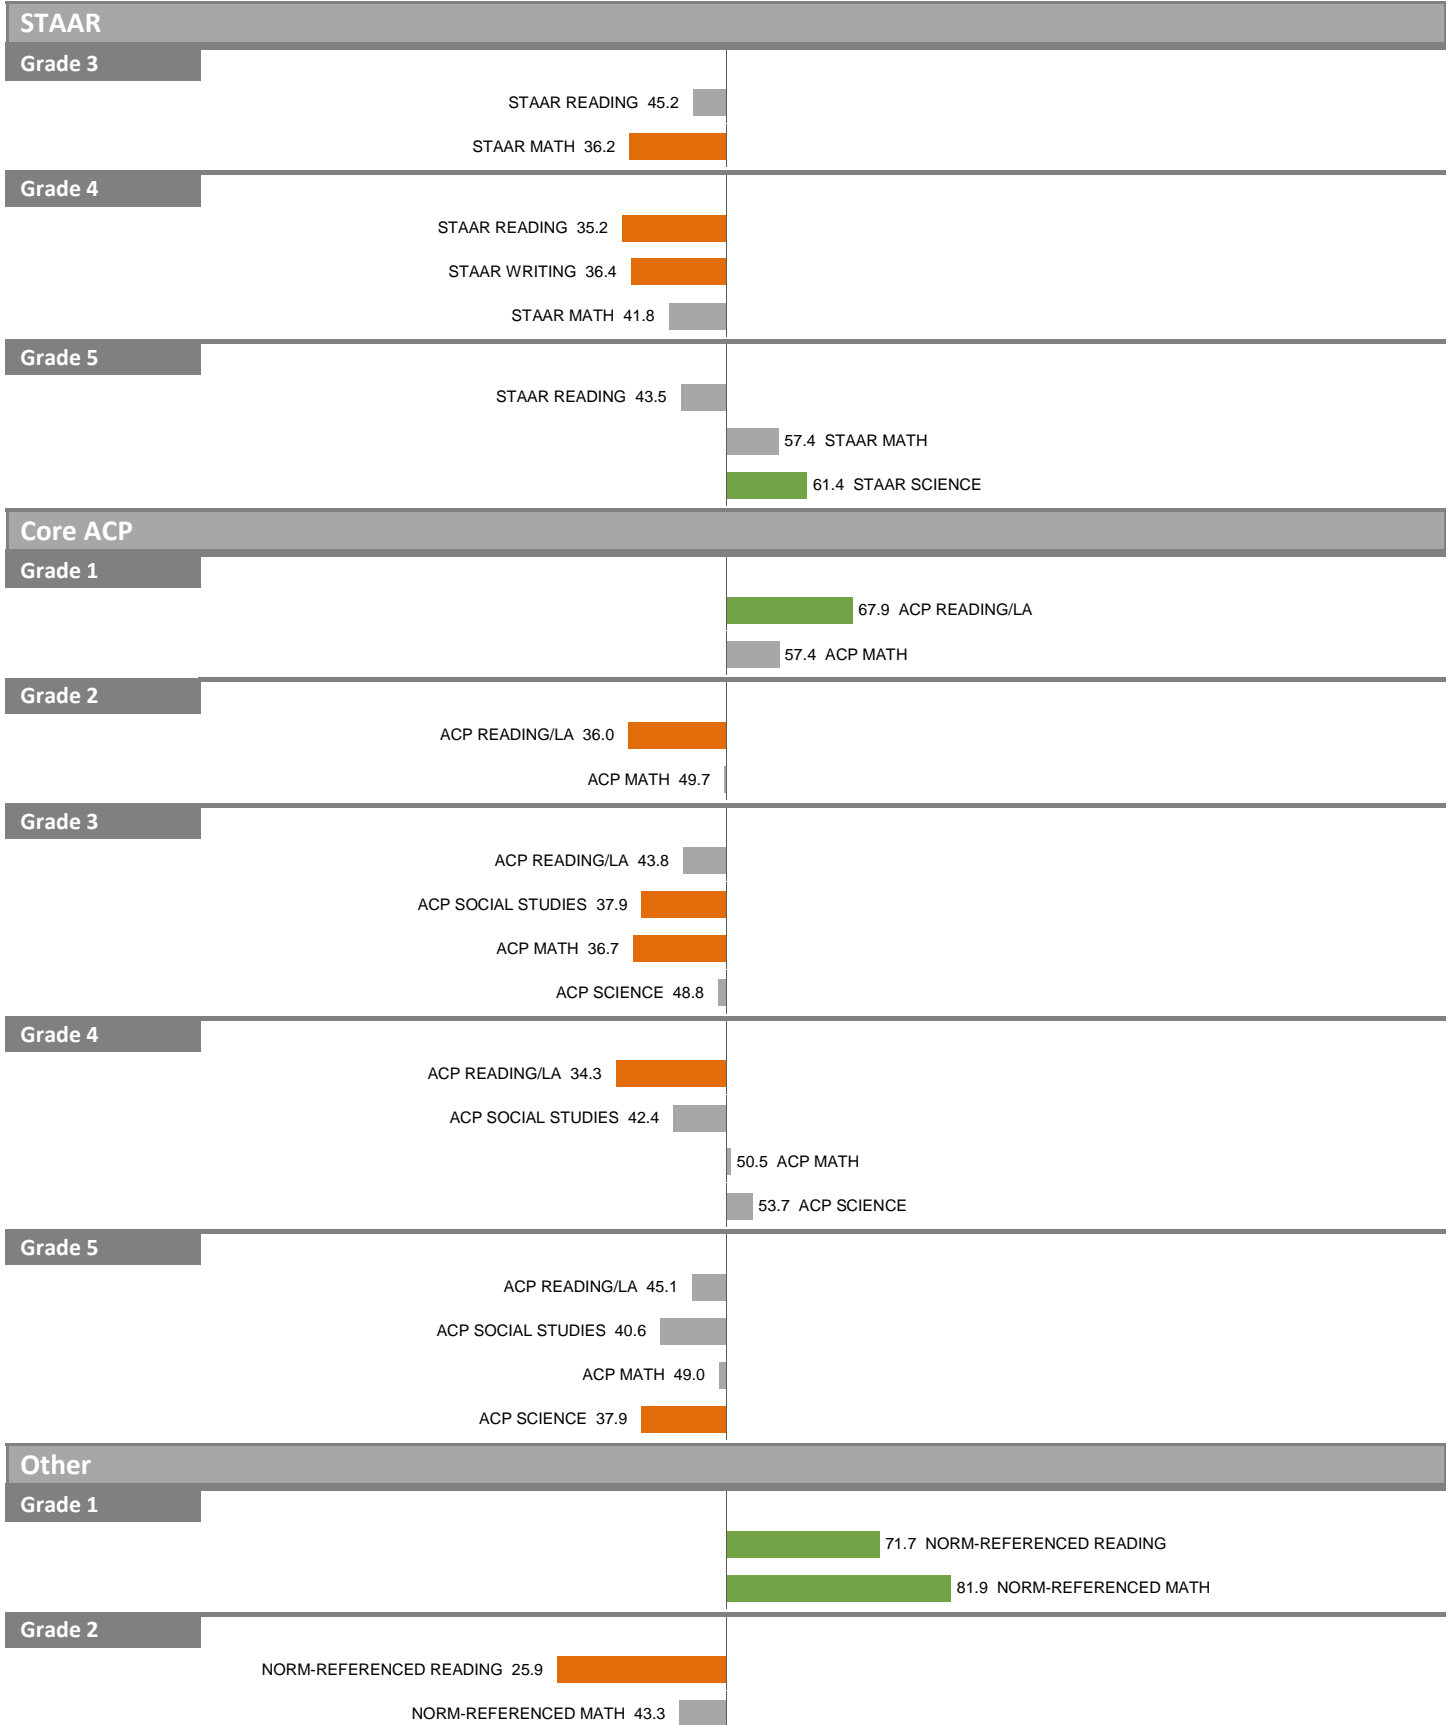 STAAR
Grade 3
STAAR READING 45.2
STAAR MATH 36.2
Grade 4
STAAR READING 35.2
STAAR WRITING 36.4
STAAR MATH 41.8
Grade 5
STAAR READING 43.5
57.4 STAAR MATH
61.4 STAAR SCIENCE
Core ACP
Grade 1
67.9 ACP READING/LA
57.4 ACP MATH
Grade 2
ACP READING/LA 36.0
ACP MATH 49.7
Grade 3
ACP READING/LA 43.8
ACP SOCIAL STUDIES 37.9
ACP MATH 36.7
ACP SCIENCE 48.8
Grade 4
ACP READING/LA 34.3
ACP SOCIAL STUDIES 42.4
50.5 ACP MATH
53.7 ACP SCIENCE
Grade 5
ACP READING/LA 45.1
ACP SOCIAL STUDIES 40.6
ACP MATH 49.0
ACP SCIENCE 37.9
Other
Grade 1
71.7 NORM-REFERENCED READING
81.9 NORM-REFERENCED MATH
Grade 2
NORM-REFERENCED READING 25.9
NORM-REFERENCED MATH 43.3